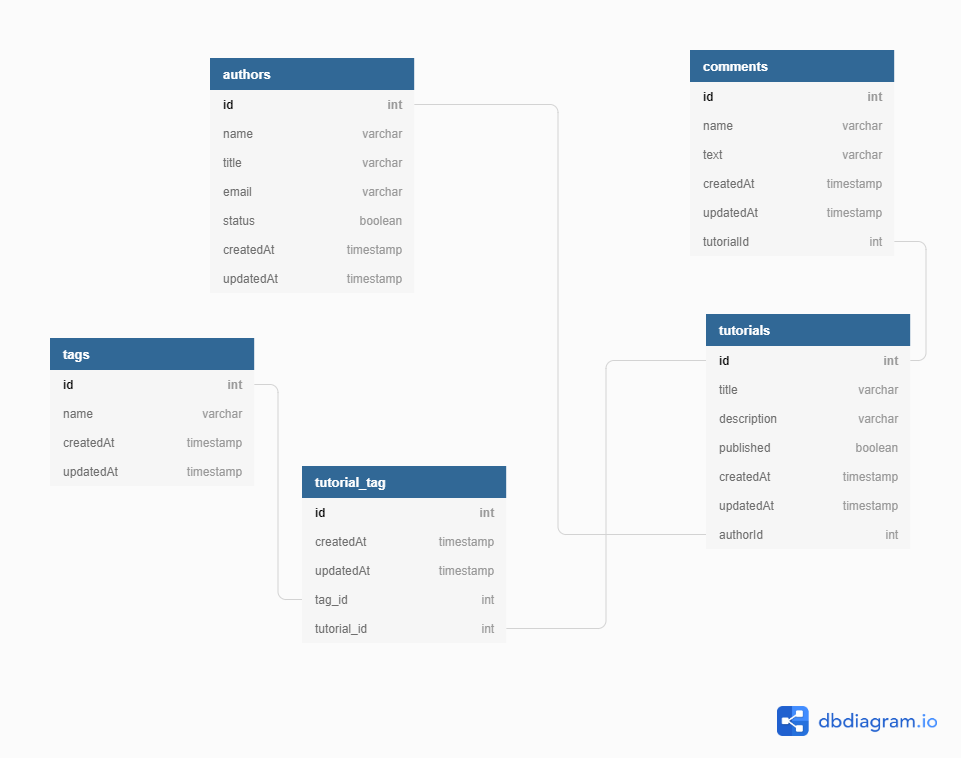 authors
id int
name varchar
title varchar
email varchar
status boolean
createdAt timestamp
updatedAt timestamp
comments
id int
name varchar
text varchar
createdAt timestamp
updatedAt timestamp
tutorialId int
tags
id int
name varchar
createdAt timestamp
updatedAt timestamp
tutorial_tag
id int
createdAt timestamp
updatedAt timestamp
tag_id int
tutorial_id int
tutorials
id int
title varchar
description varchar
published boolean
createdAt timestamp
updatedAt timestamp
authorId int
dbdiagram.io